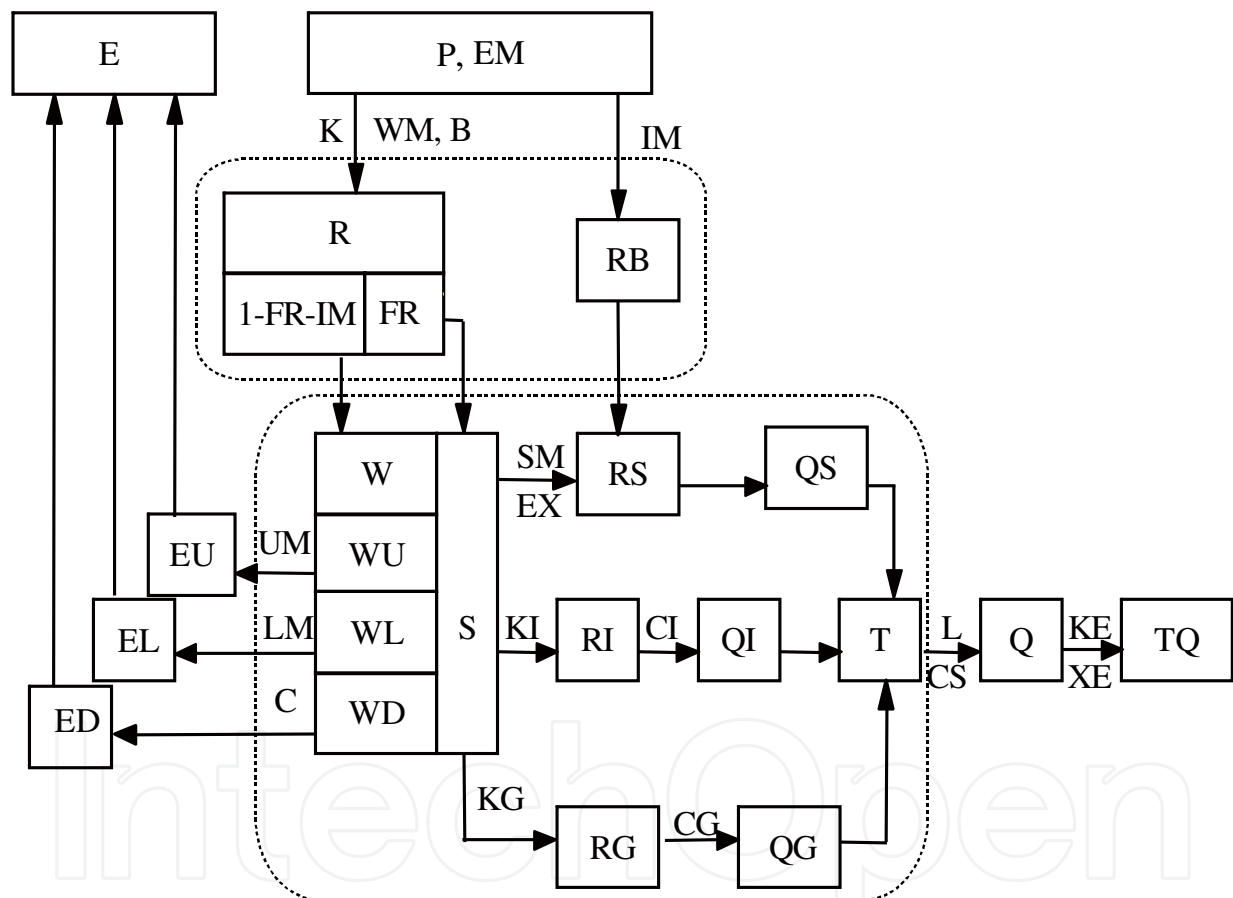 E
P, EM
K
WM, B
IM
R
RB
1-FR-IM
FR
W
SM
EX
RS
QS
EU
UM
WU
EL
LM
WL
S
KI
RI
CI
QI
T
L
CS
Q
KE
XE
TQ
ED
C
WD
KG
RG
CG
QG
IntechOpen